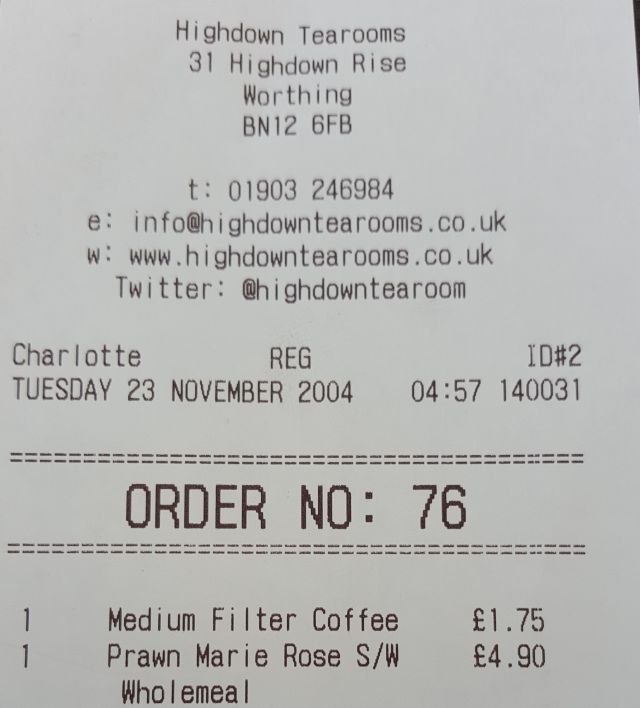 Highdown Tearooms
31 Highdown Rise
Worthing
BN12 6FB
t: 01903 246984
e: info@highdowntearooms.co.uk
w: www.highdowntearooms.co.uk
Twitter: @highdowntearoom
Charlotte REG ID#2
TUESDAY 23 NOVEMBER 2004 04:57 140031
========================================
ORDER NO: 76
========================================
1 Medium Filter Coffee £1.75
1 Prawn Marie Rose S/W £4.90
Wholemeal